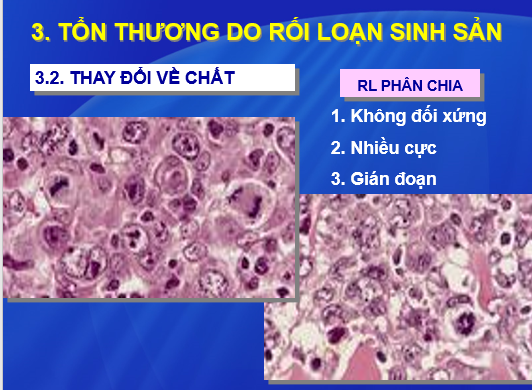 3. TỔN THƯƠNG DO RỐI LOẠN SINH SẢN
3.2. THAY ĐỔI VỀ CHẤT
RL PHÂN CHIA
1. Không đối xứng
2. Nhiều cực
3. Gián đoạn